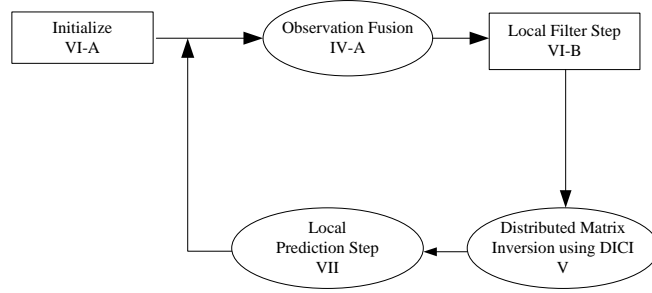 Initialize
VI-A
Observation Fusion
IV-A
Local Filter Step
VI-B
Distributed Matrix
Inversion using DICI
V
Local
Prediction Step
VII